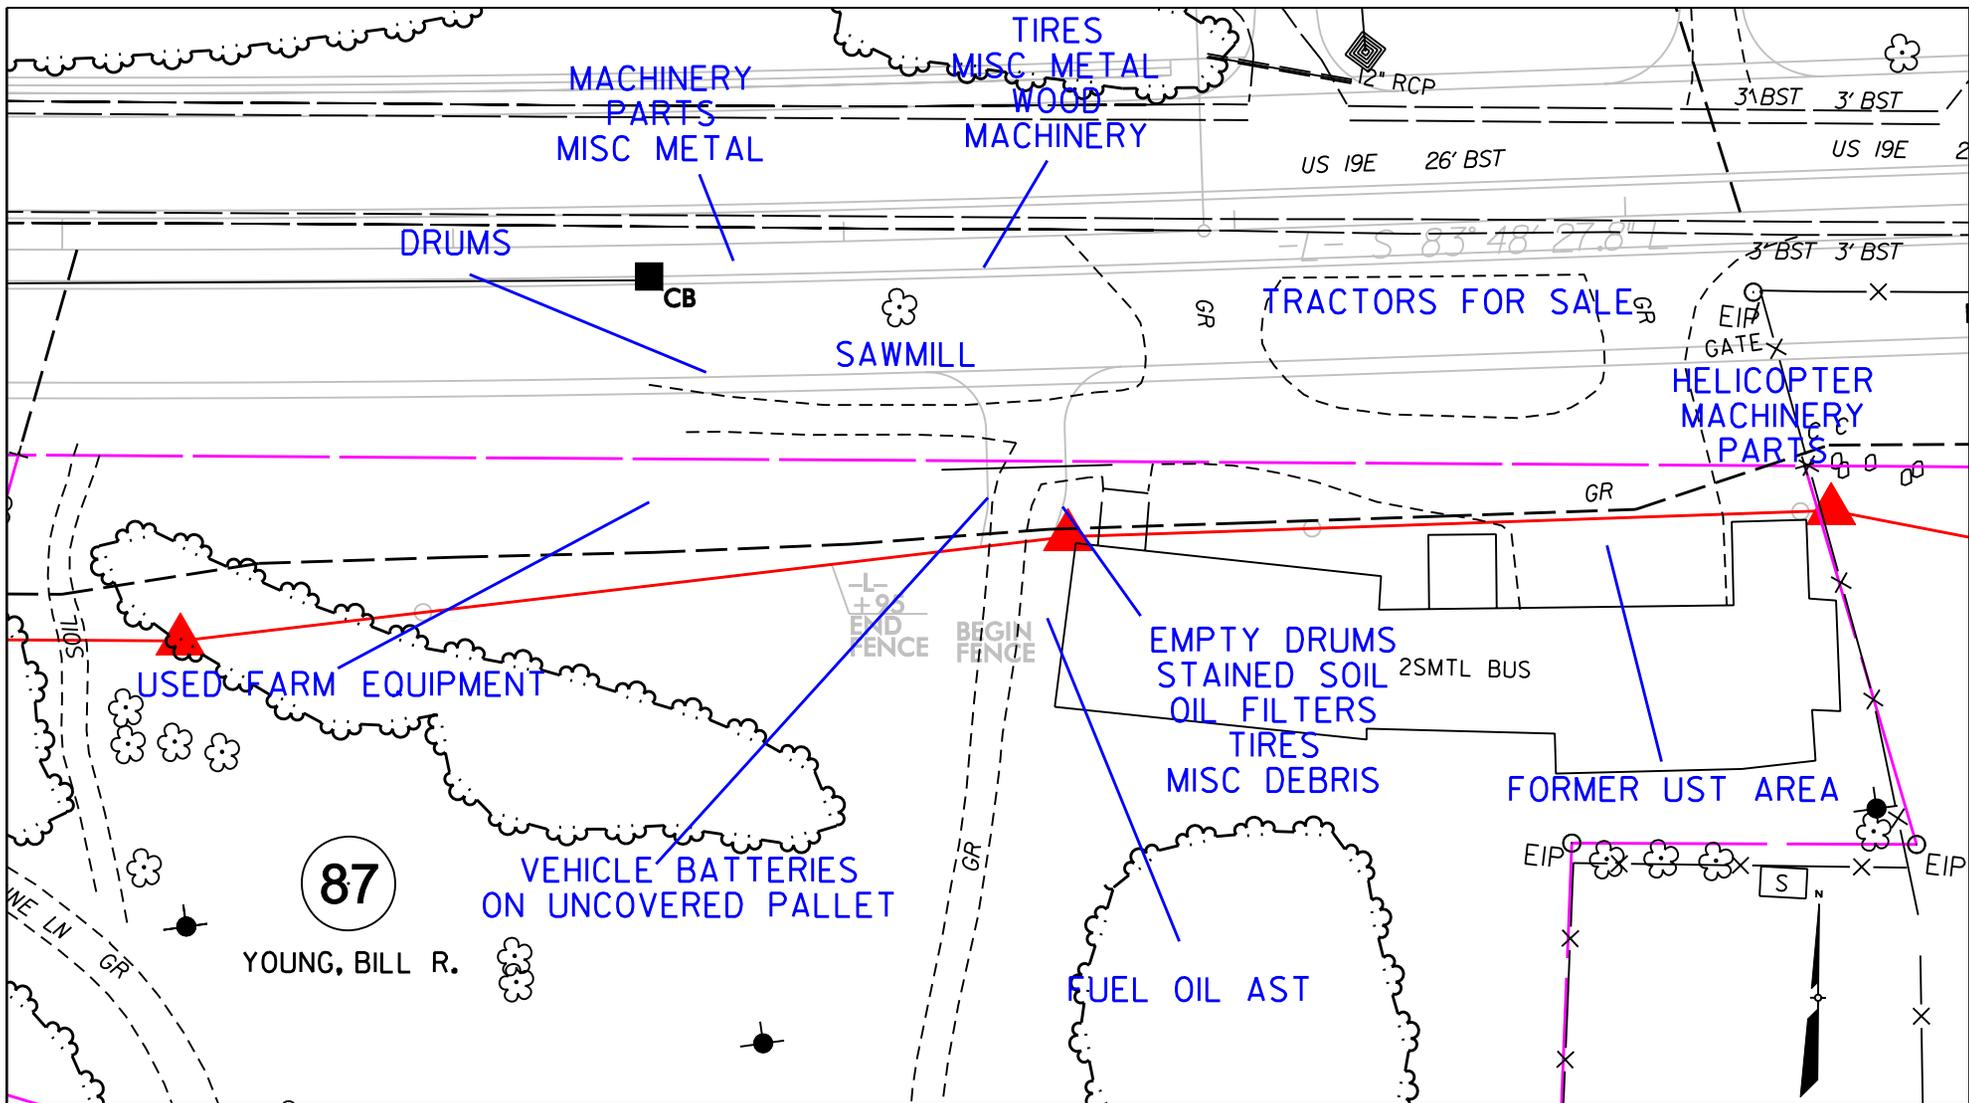 TIRES
MISC METAL
WOOD
MACHINERY
MACHINERY
PARTS
MISC METAL
12" RCP
3' BST 3' BST
US 19E 26' BST
US 19E 2
DRUMS
-L- S 83° 48' 27.8" L
3' BST 3' BST
CB
GR
TRACTORS FOR SALE
GR
EIP
GATE
SAWMILL
HELICOPTER
MACHINERY
PARTS
C C
GR
-L-
+95
END
FENCE
BEGIN
FENCE
SOIL
USED FARM EQUIPMENT
EMPTY DRUMS
STAINED SOIL
OIL FILTERS
TIRES
MISC DEBRIS
2SMTL BUS
FORMER UST AREA
VEHICLE BATTERIES
ON UNCOVERED PALLET
GR
EIP
EIP
S
N
87
NE LN
GR
YOUNG, BILL R.
FUEL OIL AST